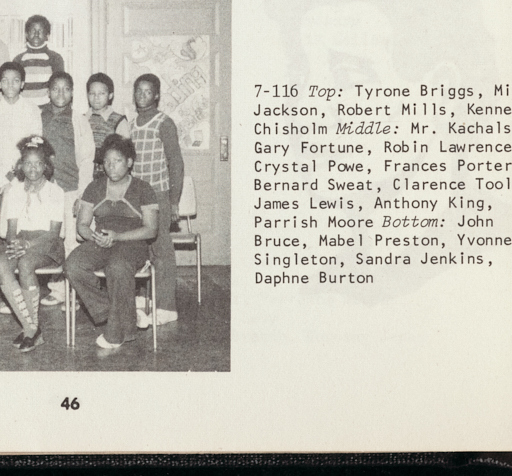 7-116 Top: Tyrone Briggs, Mi
Jackson, Robert Mills, Kenne
Chisholm Middle: Mr. Kachals
Gary Fortune, Robin Lawrence
Crystal Powe, Frances Porter
Bernard Sweat, Clarence Tool
James Lewis, Anthony King,
Parrish Moore Bottom: John
Bruce, Mabel Preston, Yvonne
Singleton, Sandra Jenkins,
Daphne Burton
46